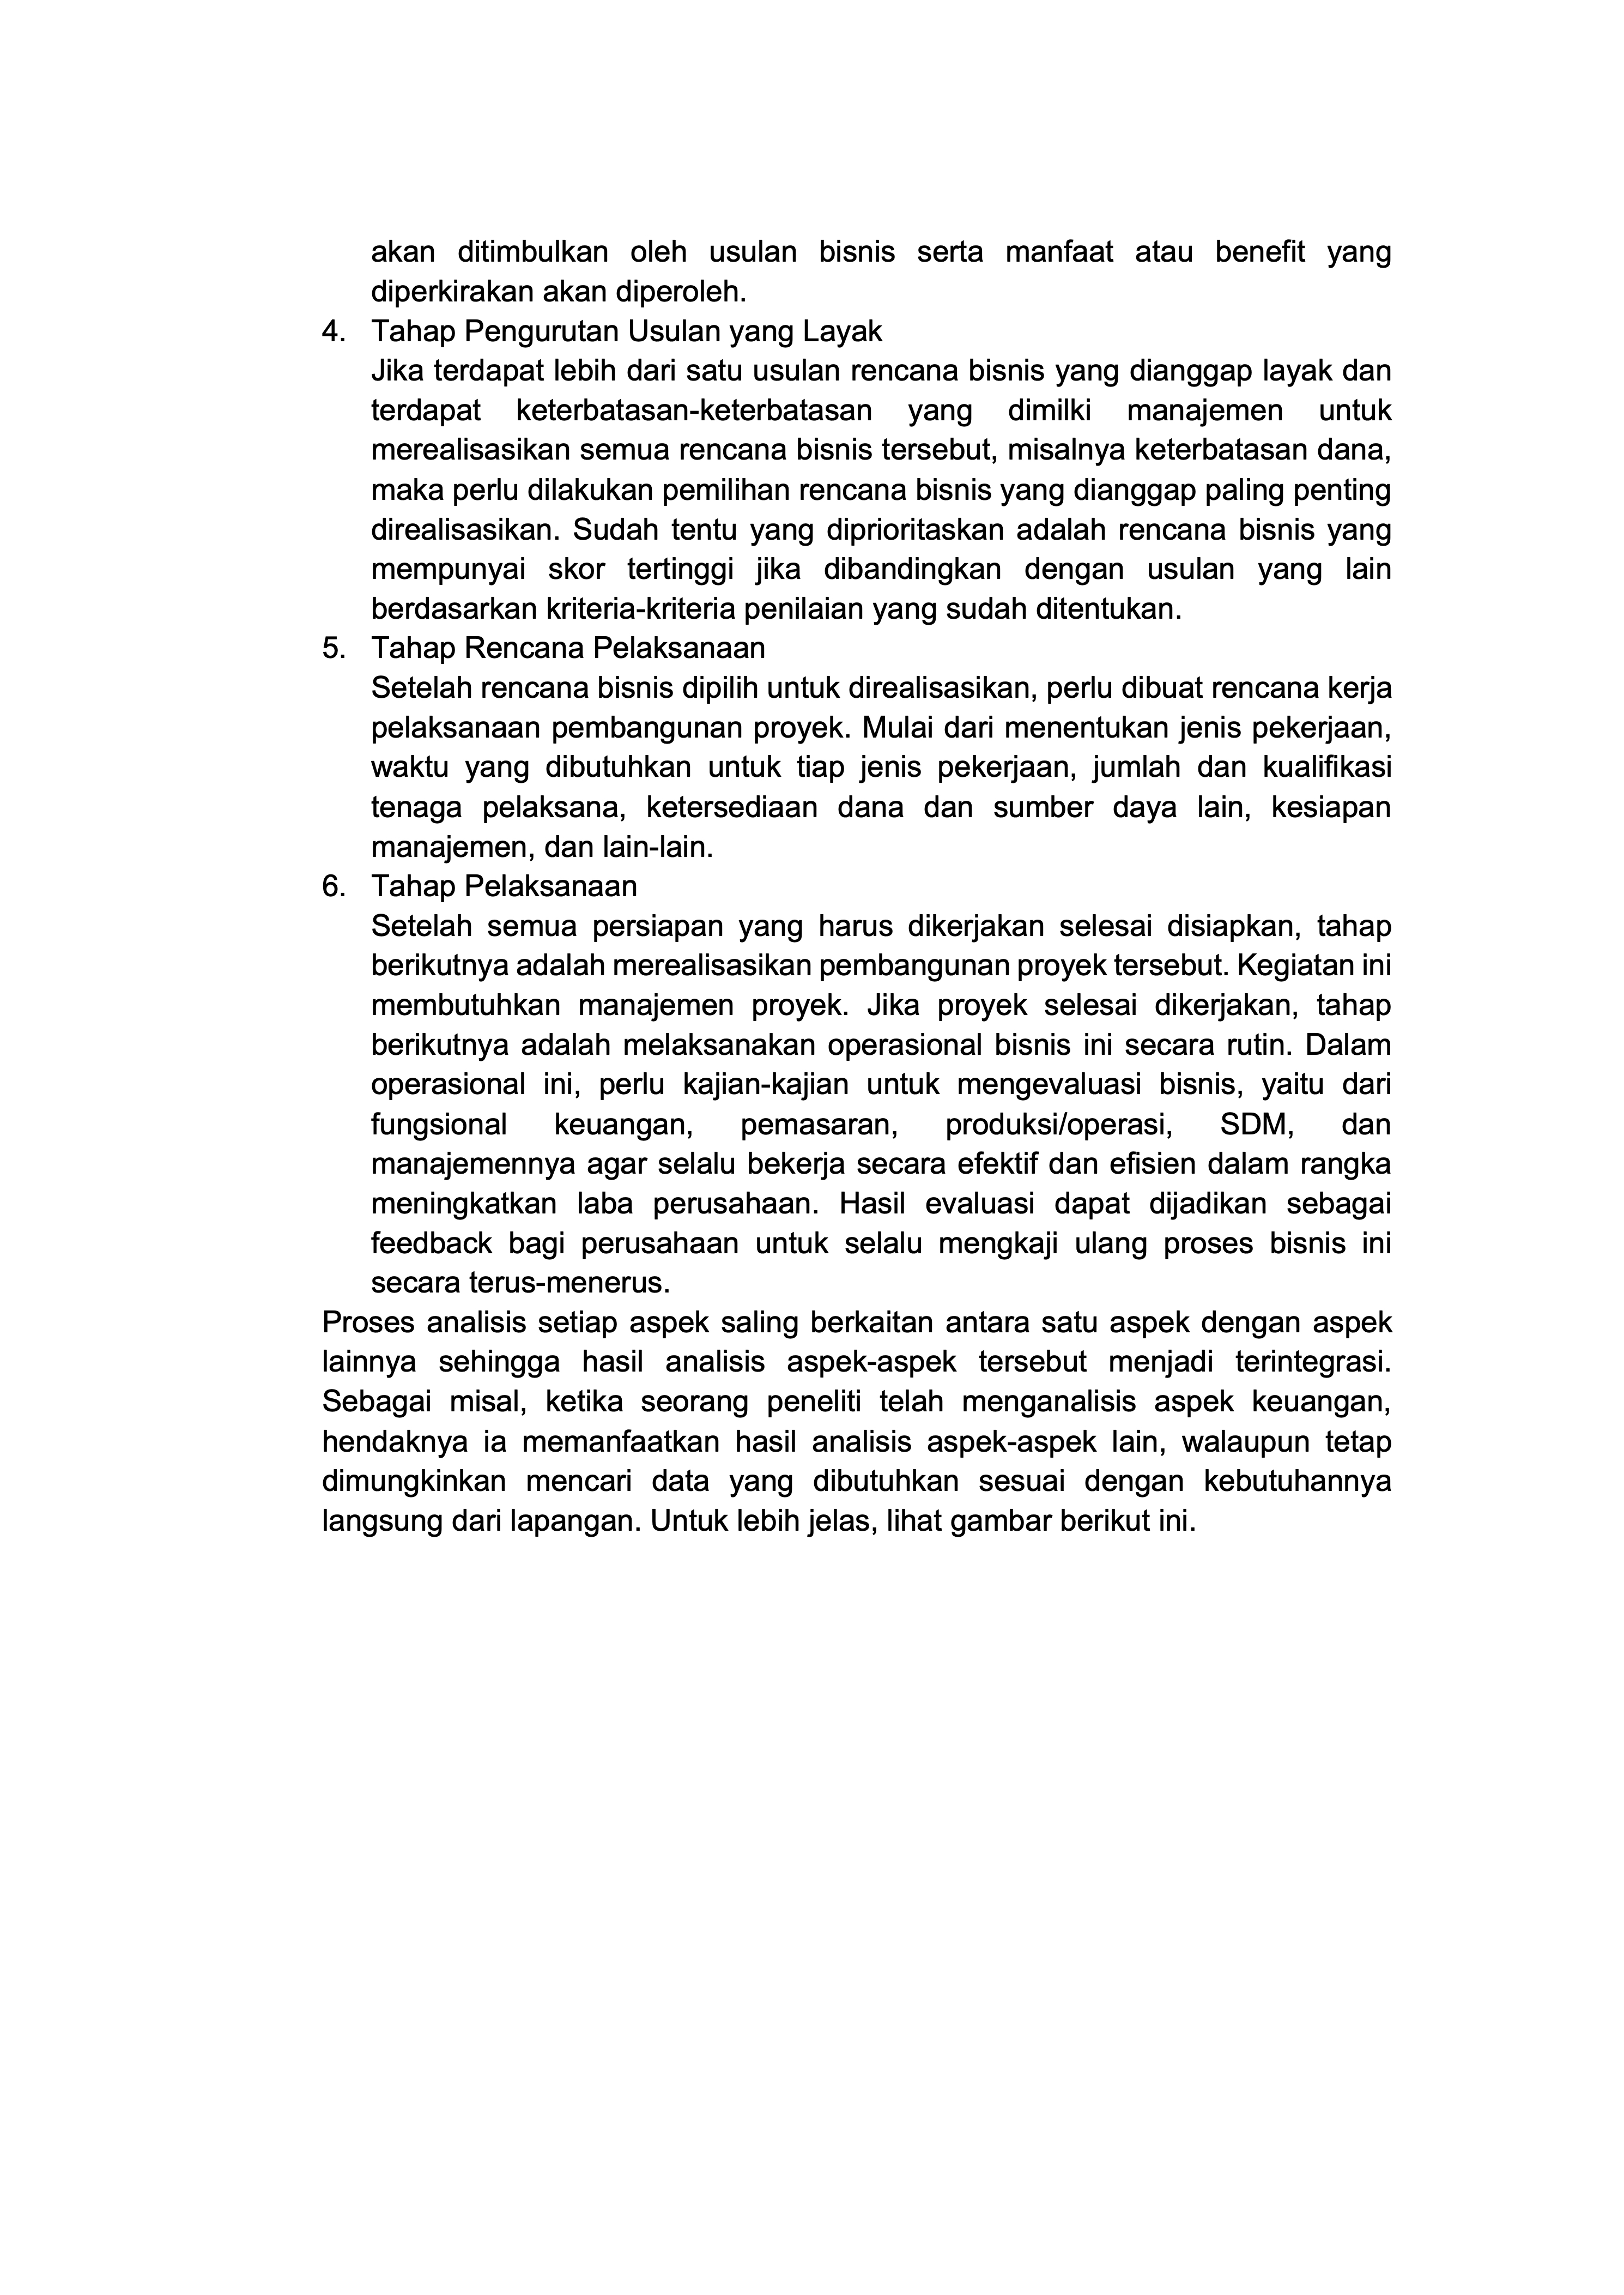 akan ditimbulkan oleh usulan bisnis serta manfaat atau benefit yang
diperkirakan akan diperoleh.
4. Tahap Pengurutan Usulan yang Layak
Jika terdapat lebih dari satu usulan rencana bisnis yang dianggap layak dan
terdapat keterbatasan-keterbatasan yang dimilki manajemen untuk
merealisasikan semua rencana bisnis tersebut, misalnya keterbatasan dana,
maka perlu dilakukan pemilihan rencana bisnis yang dianggap paling penting
direalisasikan. Sudah tentu yang diprioritaskan adalah rencana bisnis yang
mempunyai skor tertinggi jika dibandingkan dengan usulan yang lain
berdasarkan kriteria-kriteria penilaian yang sudah ditentukan.
5. Tahap Rencana Pelaksanaan
Setelah rencana bisnis dipilih untuk direalisasikan, perlu dibuat rencana kerja
pelaksanaan pembangunan proyek. Mulai dari menentukan jenis pekerjaan,
waktu yang dibutuhkan untuk tiap jenis pekerjaan, jumlah dan kualifikasi
tenaga pelaksana, ketersediaan dana dan sumber daya lain, kesiapan
manajemen, dan lain-lain.
6. Tahap Pelaksanaan
Setelah semua persiapan yang harus dikerjakan selesai disiapkan, tahap
berikutnya adalah merealisasikan pembangunan proyek tersebut. Kegiatan ini
membutuhkan manajemen proyek. Jika proyek selesai dikerjakan, tahap
berikutnya adalah melaksanakan operasional bisnis ini secara rutin. Dalam
operasional ini, perlu kajian-kajian untuk mengevaluasi bisnis, yaitu dari
fungsional keuangan, pemasaran, produksi/operasi, SDM, dan
manajemennya agar selalu bekerja secara efektif dan efisien dalam rangka
meningkatkan laba perusahaan. Hasil evaluasi dapat dijadikan sebagai
feedback bagi perusahaan untuk selalu mengkaji ulang proses bisnis ini
secara terus-menerus.
Proses analisis setiap aspek saling berkaitan antara satu aspek dengan aspek
lainnya sehingga hasil analisis aspek-aspek tersebut menjadi terintegrasi.
Sebagai misal, ketika seorang peneliti telah menganalisis aspek keuangan,
hendaknya ia memanfaatkan hasil analisis aspek-aspek lain, walaupun tetap
dimungkinkan mencari data yang dibutuhkan sesuai dengan kebutuhannya
langsung dari lapangan. Untuk lebih jelas, lihat gambar berikut ini.